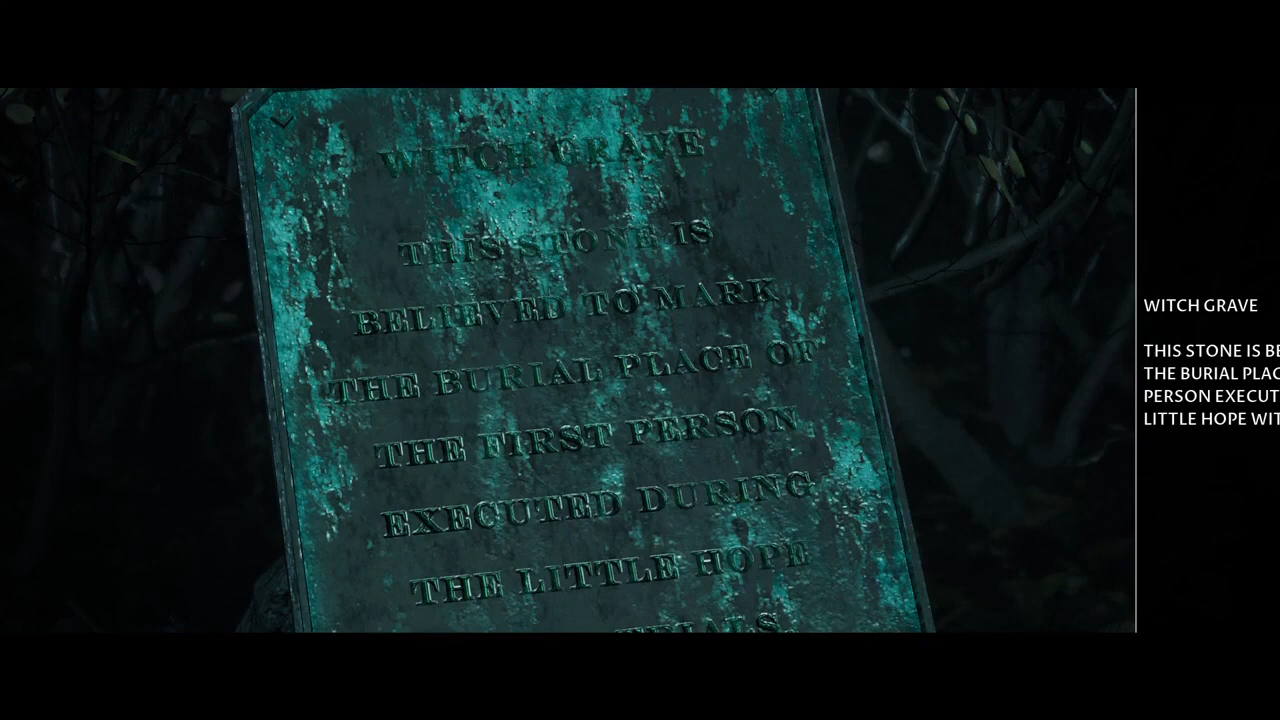 WITCH GRAVE
THIS STONE IS
BELIEVED TO MARK
THE BURIAL PLACE OF
THE FIRST PERSON
EXECUTED DURING
THE LITTLE HOPE
TRIALS.
WITCH GRAVE
THIS STONE IS BE
THE BURIAL PLAC
PERSON EXECUT
LITTLE HOPE WIT